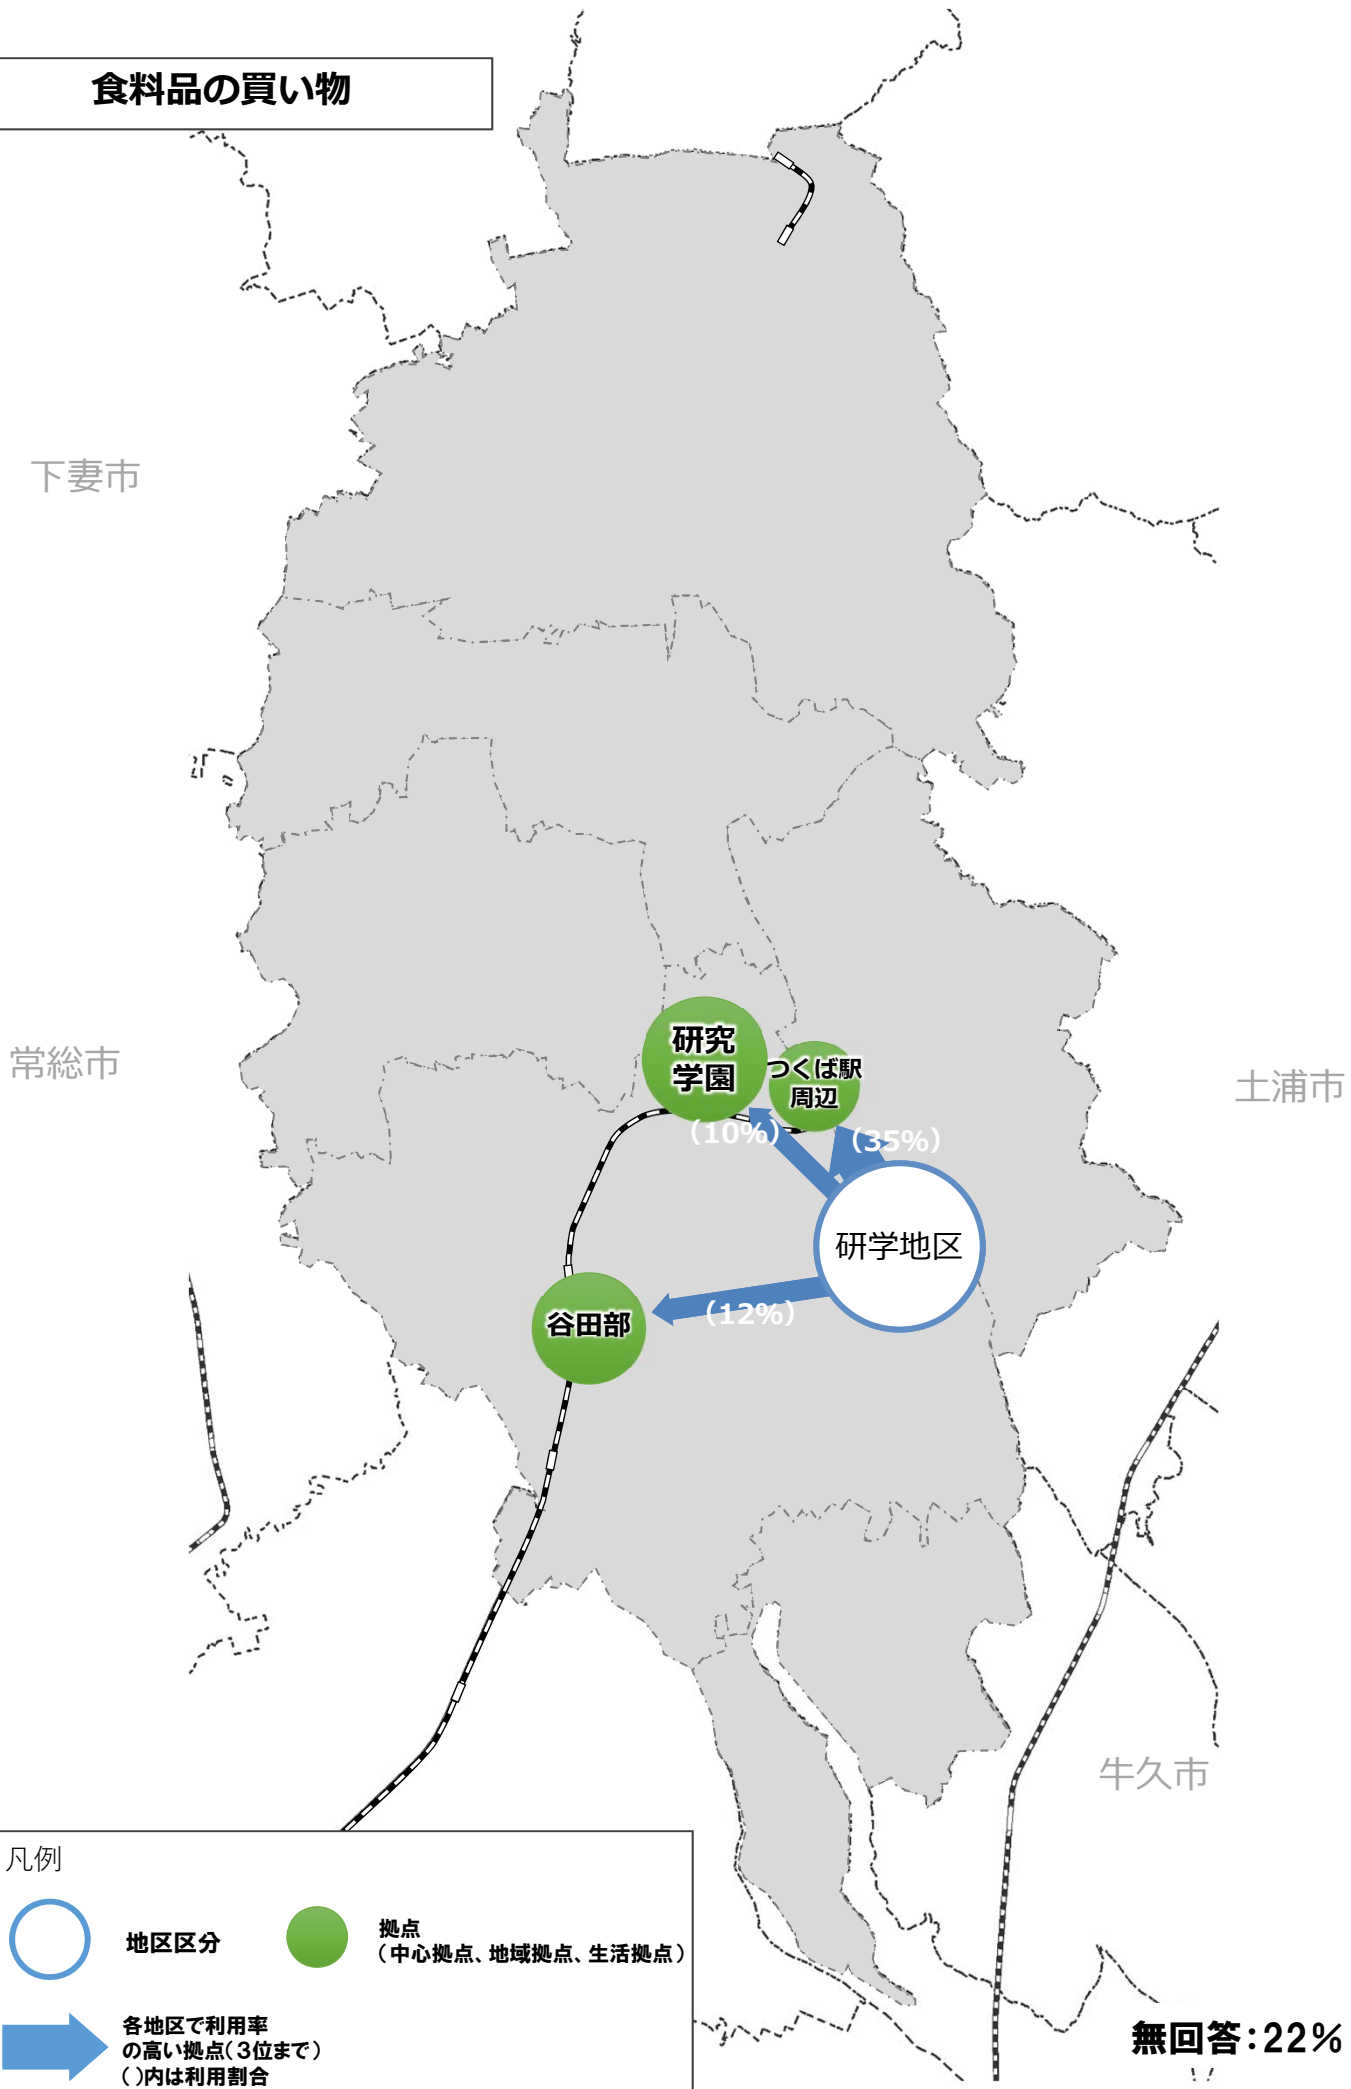 食料品の買い物
下妻市
常総市
土浦市
研究
学園
つくば駅
周辺
(10%)
(35%)
研学地区
(12%)
谷田部
牛久市
凡例
地区区分
拠点
(中心拠点、地域拠点、生活拠点)
各地区で利用率
の高い拠点(3位まで)
( )内は利用割合
無回答:22%